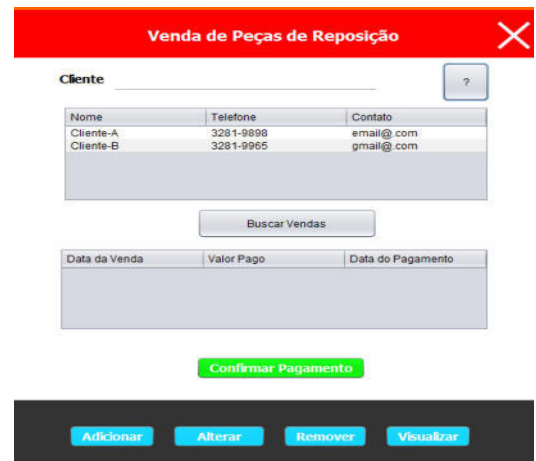 Venda de Peças de Reposição
Cliente
?
Nome Telefone Contato
Cliente-A 3281-9898 email@.com
Cliente-B 3281-9965 gmail@.com
Buscar Vendas
Data da Venda Valor Pago Data do Pagamento
Confirmar Pagamento
Adicionar Alterar Remover Visualizar